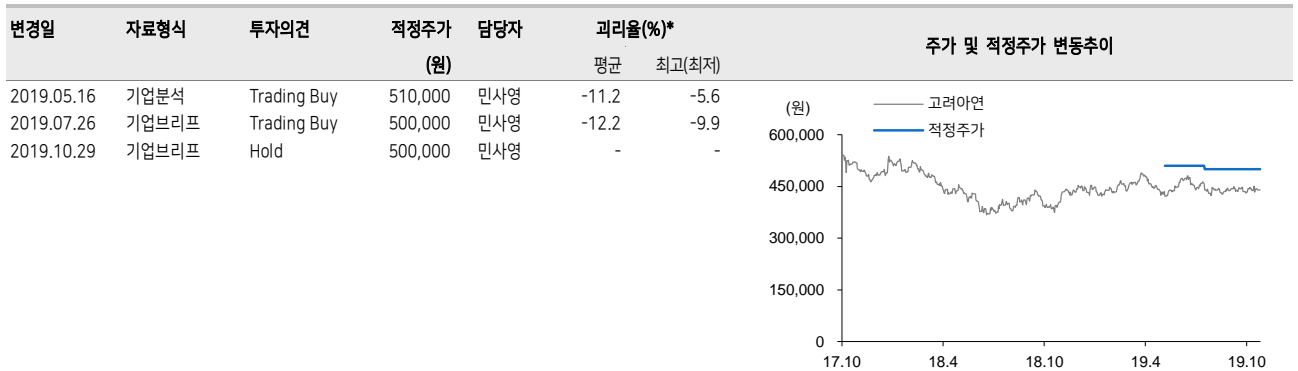 변경일 자료형식 투자의견 적정주가 담당자 괴리율(%)* 주가 및 적정주가 변동추이
(원) 평균 최고(최저)
2019.05.16 기업분석 Trading Buy 510,000 민사영 -11.2 -5.6
2019.07.26 기업브리프 Trading Buy 500,000 민사영 -12.2 -9.9
2019.10.29 기업브리프 Hold 500,000 민사영 - -
(원)
고려아연
적정주가
600,000
450,000
300,000
150,000
0
17.10 18.4 18.10 19.4 19.10